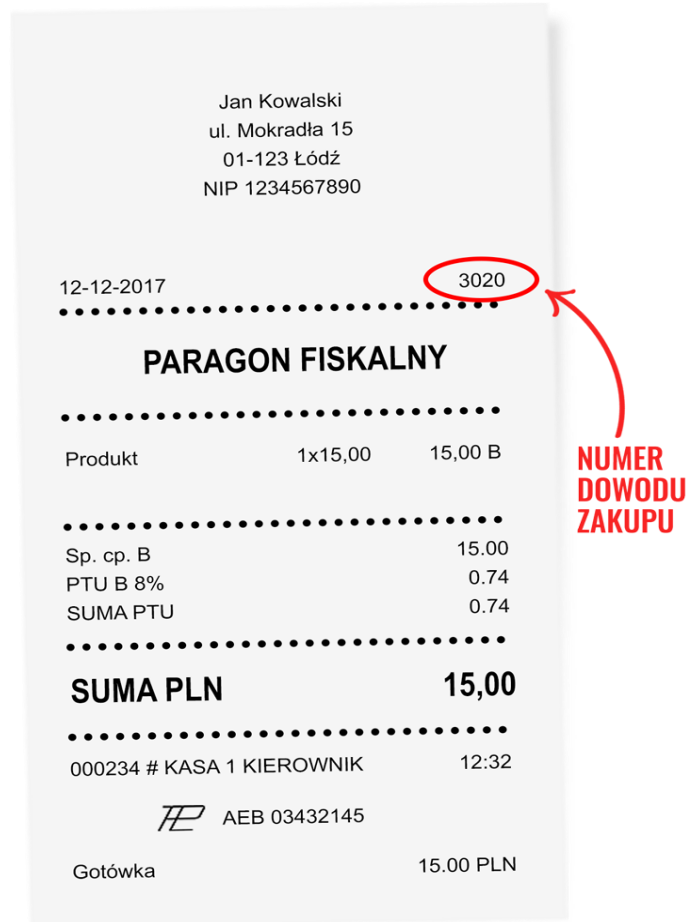 Jan Kowalski
ul. Mokradła 15
01-123 Łódź
NIP 1234567890
12-12-2017 3020
PARAGON FISKALNY
Produkt 1x15,00 15,00 B
Sp. cp. B 15.00
PTU B 8% 0.74
SUMA PTU 0.74
SUMA PLN 15,00
000234 # KASA 1 KIEROWNIK 12:32
AEB 03432145
Gotówka 15.00 PLN
NUMER
DOWODU
ZAKUPU